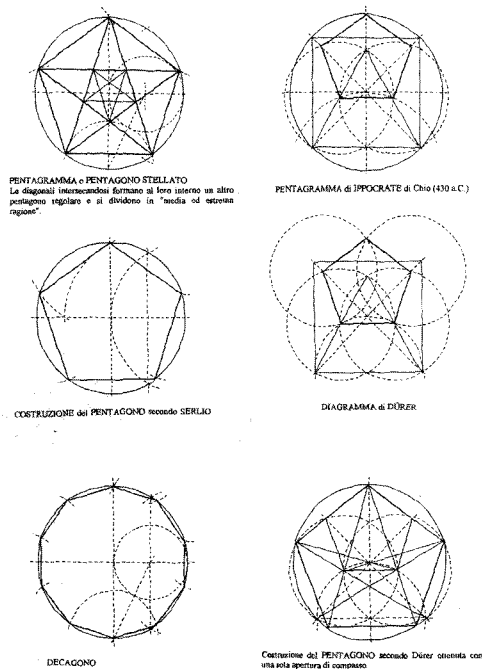 PENTAGRAMMA o PENTAGONO STELLATO
Le diagonali intersecandosi formano al loro interno un altro
pentagono regolare e si dividono in "media ed estrema
ragione".
PENTAGRAMMA di IPPOCRATE di Chio (430 a.C.)
COSTRUZIONE del PENTAGONO secondo SERLIO
DIAGRAMMA di DÜRER
DECAGONO
Costruzione del PENTAGONO secondo Dürer ottenuta con
una sola apertura di compasso